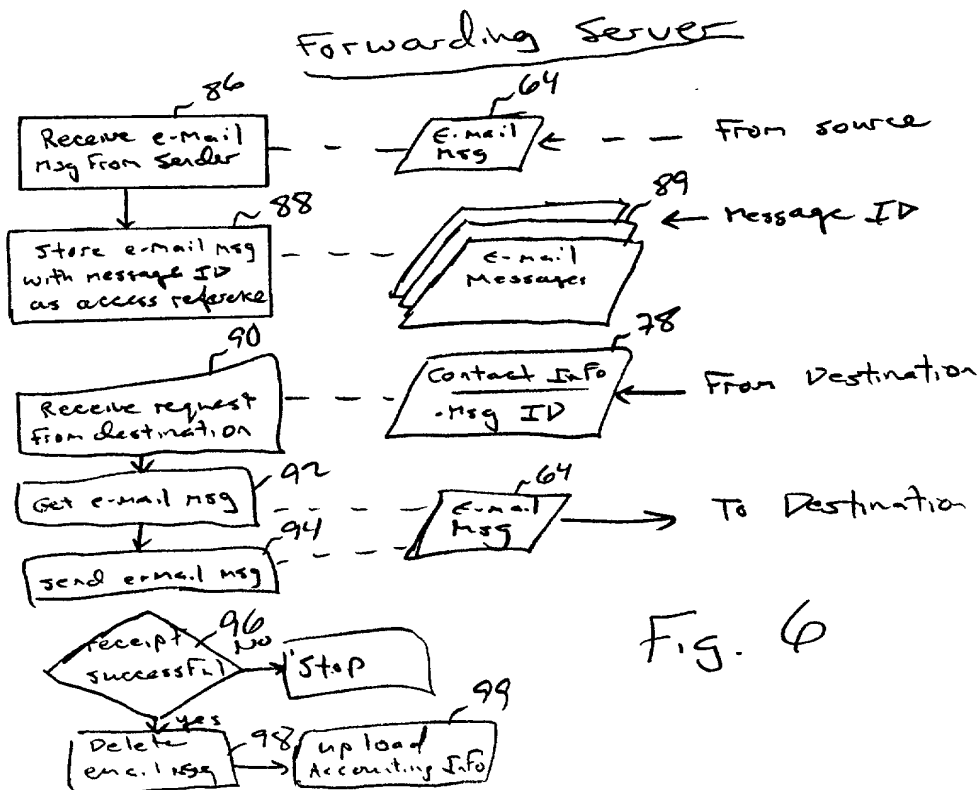 Forwarding Server
86
Receive e-mail
msg from sender
64
E-mail
msg
From source
88
Store e-mail msg
with message ID
as access reference
89
Message ID
E-mail
Messages
90
Receive request
from destination
78
Contact Info
-Msg ID
From Destination
92
Get e-mail msg
64
E-mail
Msg
To Destination
94
send e-mail msg
96
receipt
successful
No
Stop
yes
Delete
email msg
98
99
upload
Accounting Info
Fig. 6